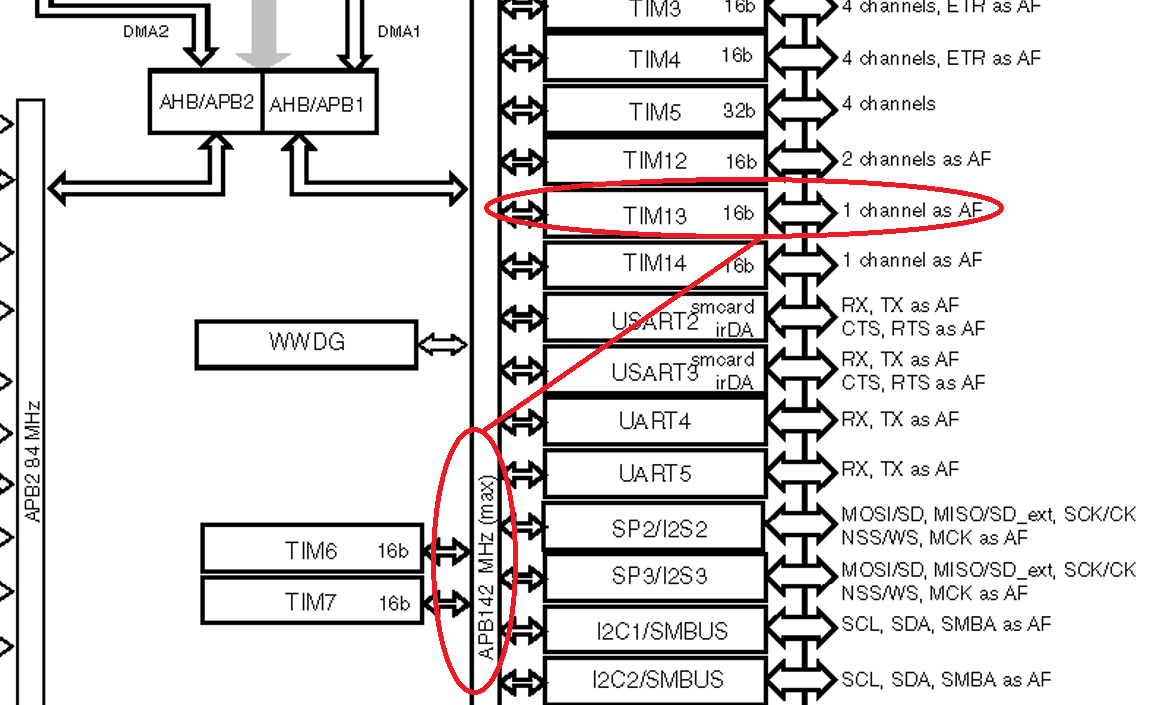 DMA2
DMA1
AHB/APB2
AHB/APB1
APB2 84 MHz
WWDG
TIM6 16b
TIM7 16b
APB142 MHz (max)
TIM3 16b
4 channels, ETR as AF
TIM4 16b
4 channels, ETR as AF
TIM5 32b
4 channels
TIM12 16b
2 channels as AF
TIM13 16b
1 channel as AF
TIM14 16b
1 channel as AF
USART2 smcard
irDA
RX, TX as AF
CTS, RTS as AF
USART3 smcard
irDA
RX, TX as AF
CTS, RTS as AF
UART4
RX, TX as AF
UART5
RX, TX as AF
SP2/I2S2
MOSI/SD, MISO/SD_ext, SCK/CK
NSS/WS, MCK as AF
SP3/I2S3
MOSI/SD, MISO/SD_ext, SCK/CK
NSS/WS, MCK as AF
I2C1/SMBUS
SCL, SDA, SMBA as AF
I2C2/SMBUS
SCL, SDA, SMBA as AF